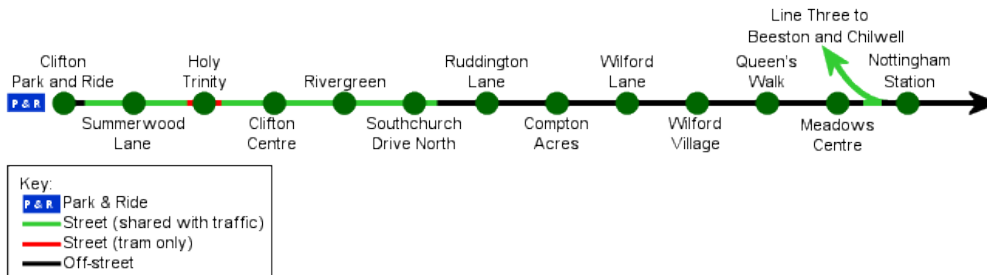 Line Three to
Beeston and Chilwell
Clifton
Park and Ride
Holy
Trinity
Rivergreen
Ruddington
Lane
Wilford
Lane
Queen's
Walk
Nottingham
Station
P & R
Summerwood
Lane
Clifton
Centre
Southchurch
Drive North
Compton
Acres
Wilford
Village
Meadows
Centre
Key:
P & R Park & Ride
Street (shared with traffic)
Street (tram only)
Off-street